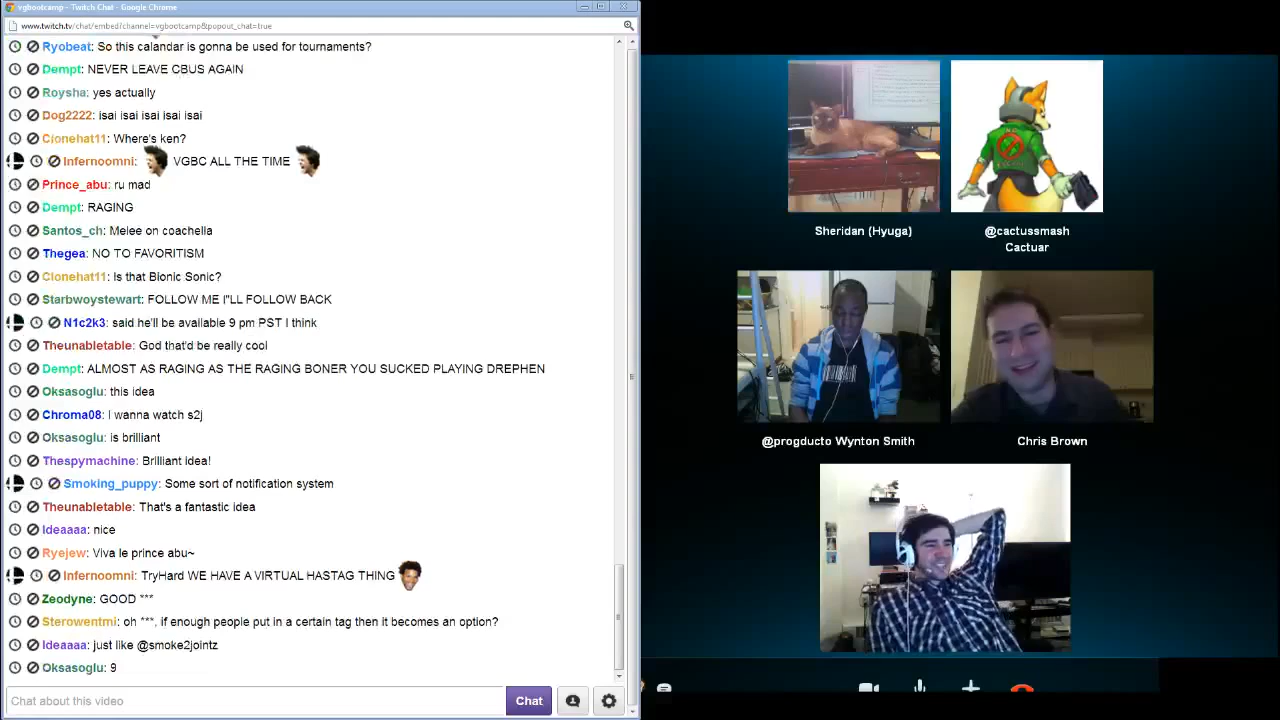 vgbootcamp - Twitch Chat - Google Chrome
www.twitch.tv/chat/embed?channel=vgbootcamp&popout_chat=true
Ryobeat: So this calandar is gonna be used for tournaments?
Dempt: NEVER LEAVE CBUS AGAIN
Roysha: yes actually
Dog2222: isai isai isai isai isai
Clonehat11: Where's ken?
Infernoomni: VGBC ALL THE TIME
Prince_abu: ru mad
Dempt: RAGING
Santos_ch: Melee on coachella
Thegea: NO TO FAVORITISM
Clonehat11: Is that Bionic Sonic?
Starbwoystewart: FOLLOW ME I"LL FOLLOW BACK
N1c2k3: said he'll be available 9 pm PST I think
Theunabletable: God that'd be really cool
Dempt: ALMOST AS RAGING AS THE RAGING BONER YOU SUCKED PLAYING DREPHEN
Oksasoglu: this idea
Chroma08: I wanna watch s2j
Oksasoglu: is brilliant
Thespymachine: Brilliant idea!
Smoking_puppy: Some sort of notification system
Theunabletable: That's a fantastic idea
Ideaaaa: nice
Ryejew: Viva le prince abu~
Infernoomni: TryHard WE HAVE A VIRTUAL HASTAG THING
Zeodyne: GOOD ***
Sterowentmi: oh ***, if enough people put in a certain tag then it becomes an option?
Ideaaaa: just like @smoke2jointz
Oksasoglu: 9
Chat about this video
Chat
Sheridan (Hyuga)
@cactussmash
Cactuar
@progducto Wynton Smith
Chris Brown